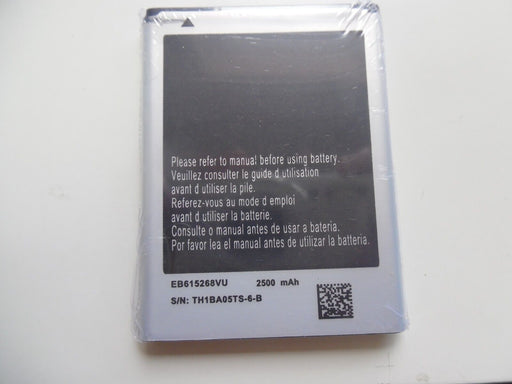 Please refer to manual before using battery.
Veuillez consulter le guide d utilisation
avant d utiliser la pile.
Referez-vous au mode d emploi
avant d utiliser la batterie.
Consulte o manual antes de usar a bateria.
Por favor lea el manual antes de utilizar la bateria.
EB615268VU 2500 mAh
S/N: TH1BA05TS-6-B